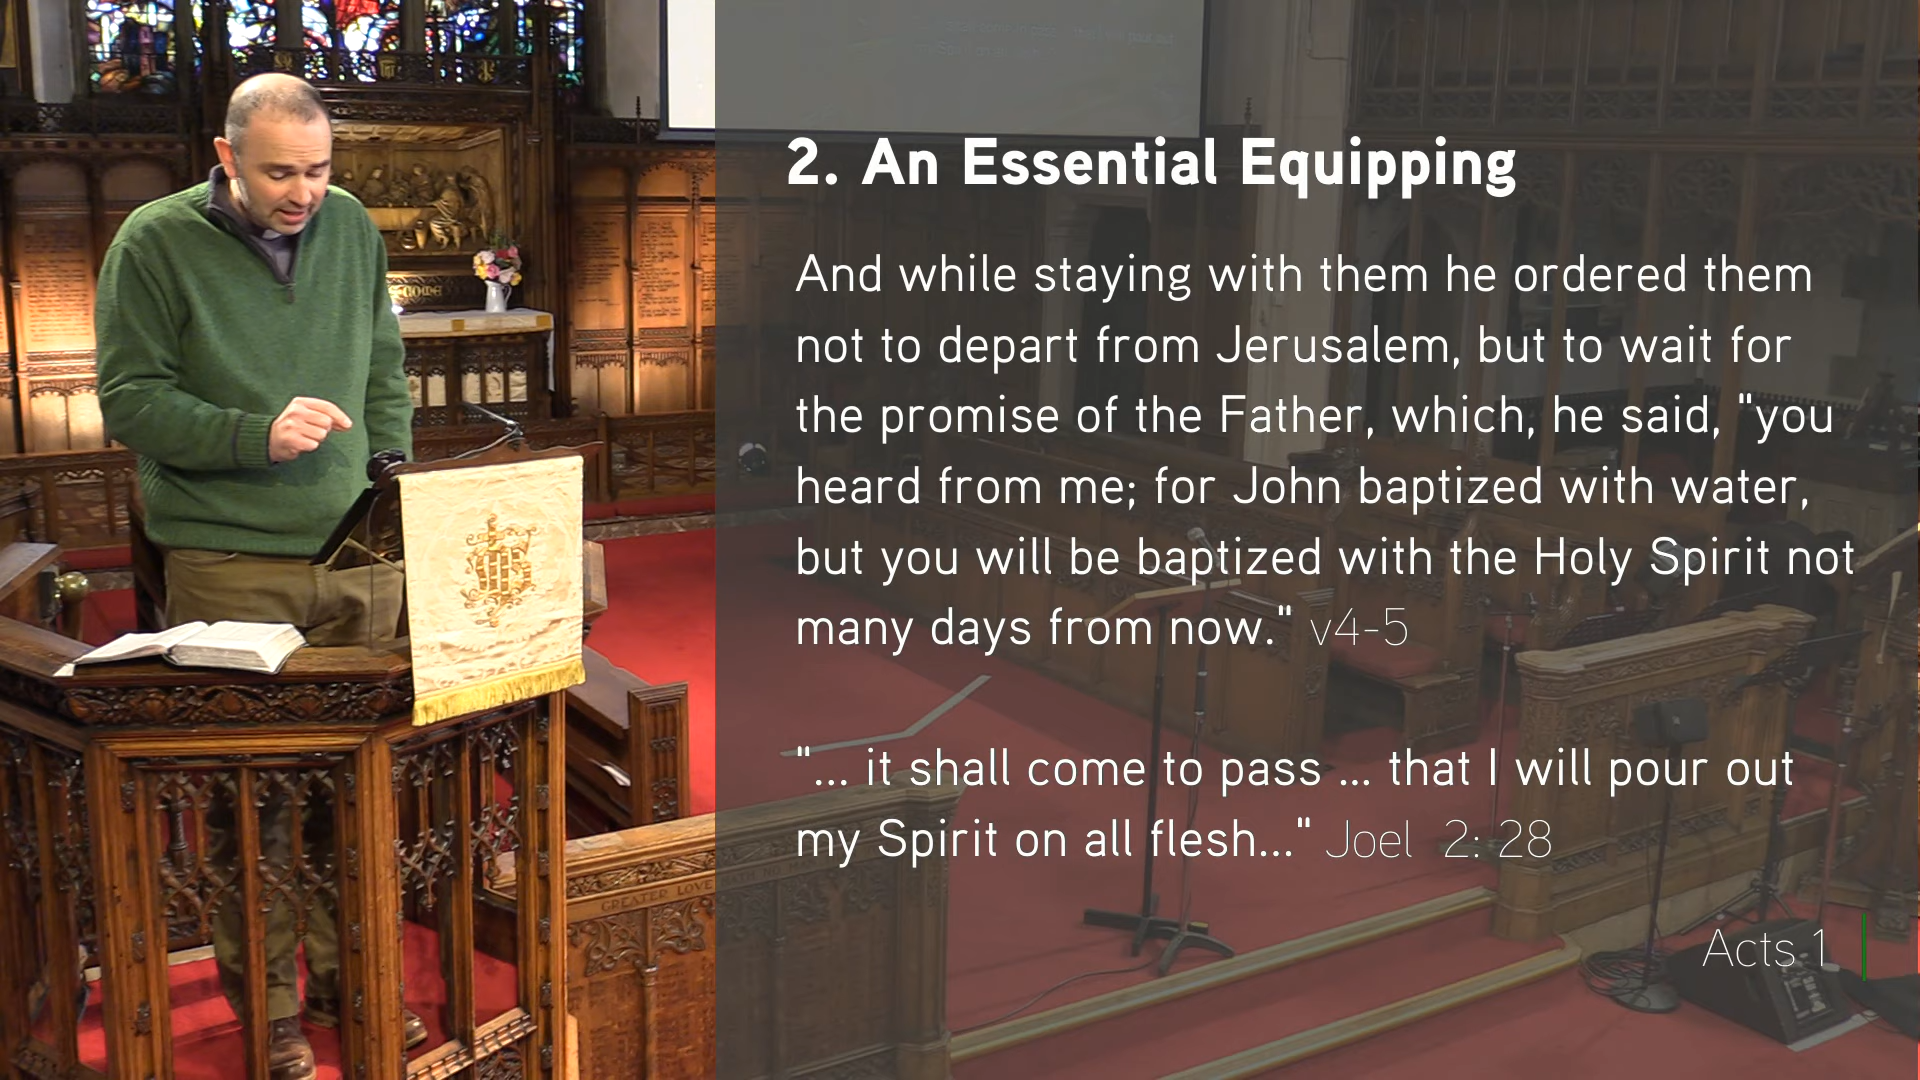 2. An Essential Equipping
And while staying with them he ordered them
not to depart from Jerusalem, but to wait for
the promise of the Father, which, he said, "you
heard from me; for John baptized with water,
but you will be baptized with the Holy Spirit not
many days from now." v4-5
"... it shall come to pass ... that I will pour out
my Spirit on all flesh..." Joel 2: 28
GREATER LOVE
Acts 1